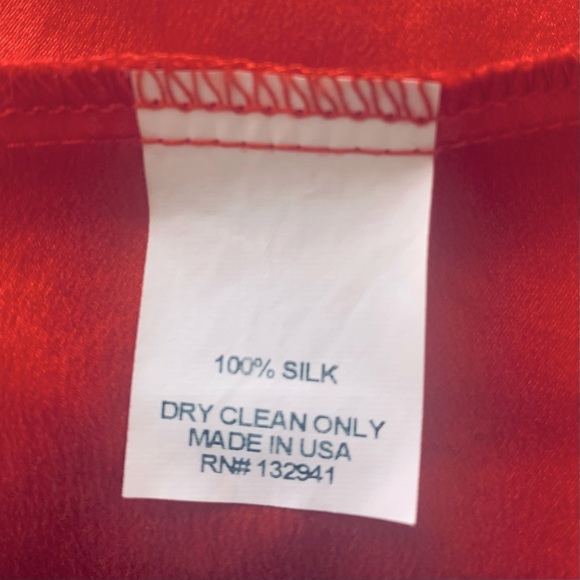 100% SILK
DRY CLEAN ONLY
MADE IN USA
RN# 132941